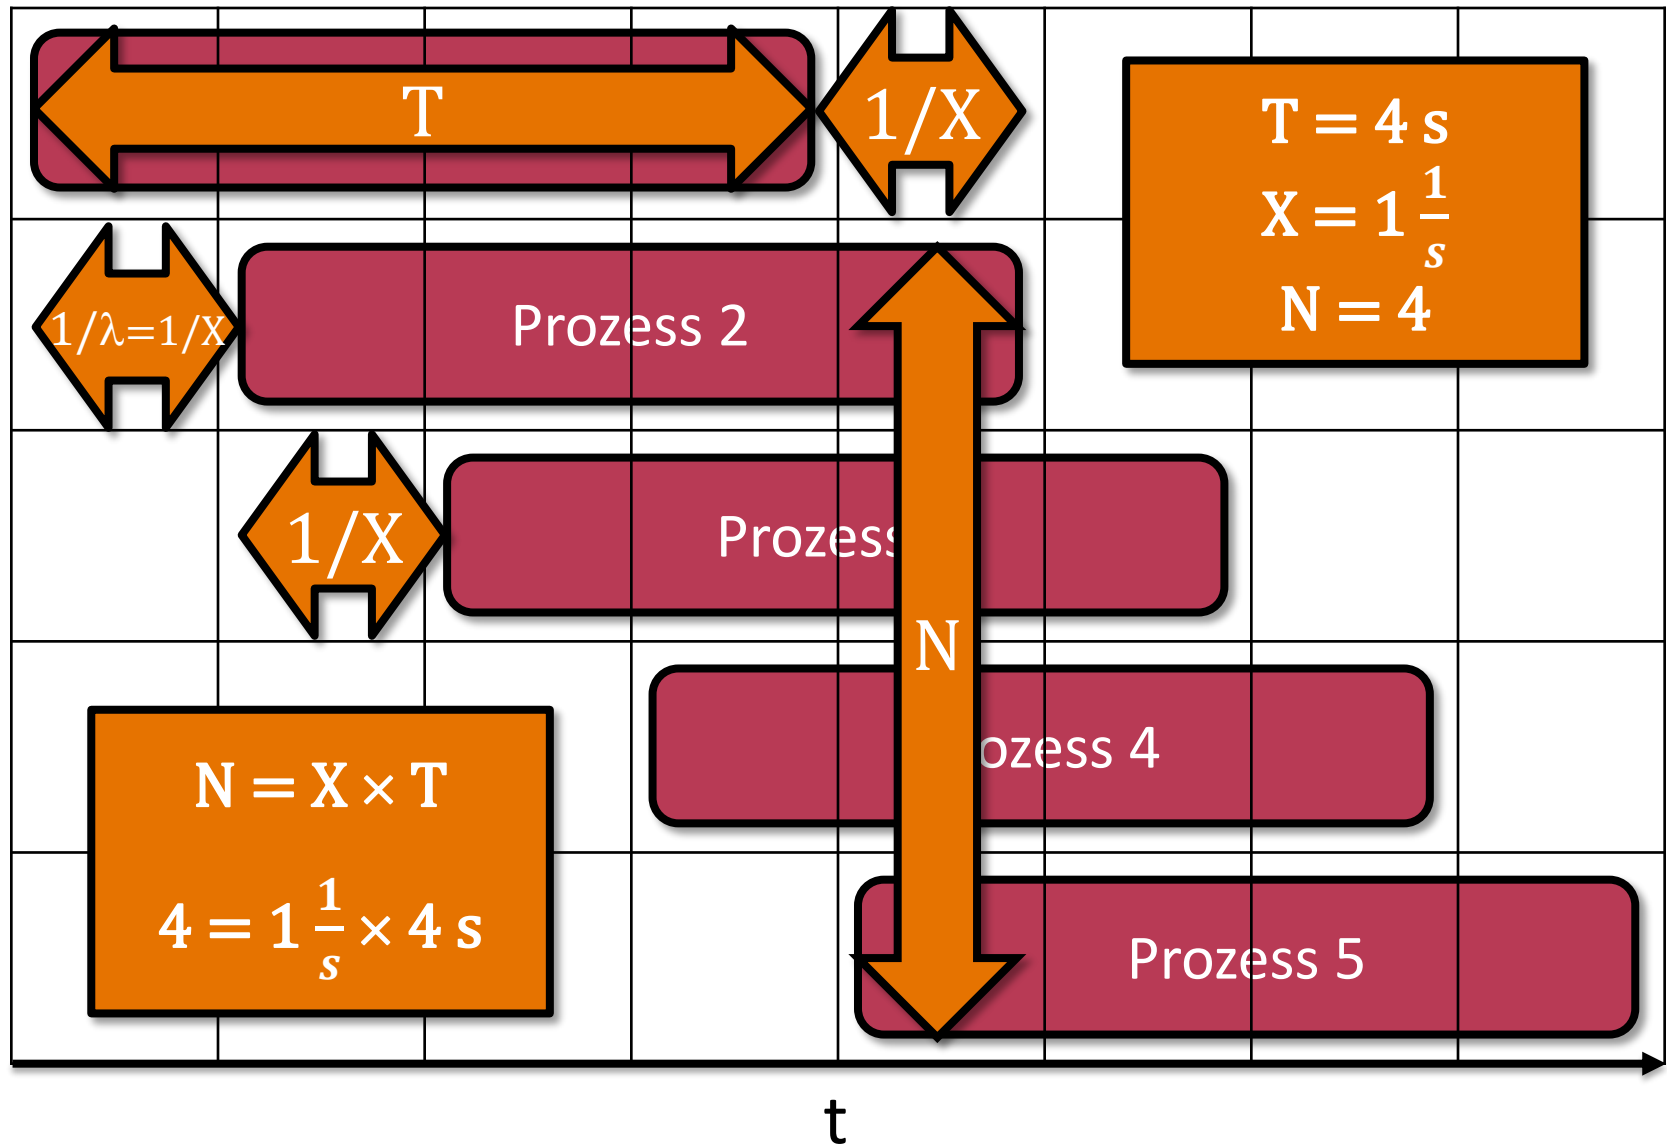 T
1/X
T = 4 s
X = 1 1/s
N = 4
1/λ=1/X
Prozess 2
1/X
Prozess
N
ozess 4
N = X × T
4 = 1 1/s × 4 s
Prozess 5
t